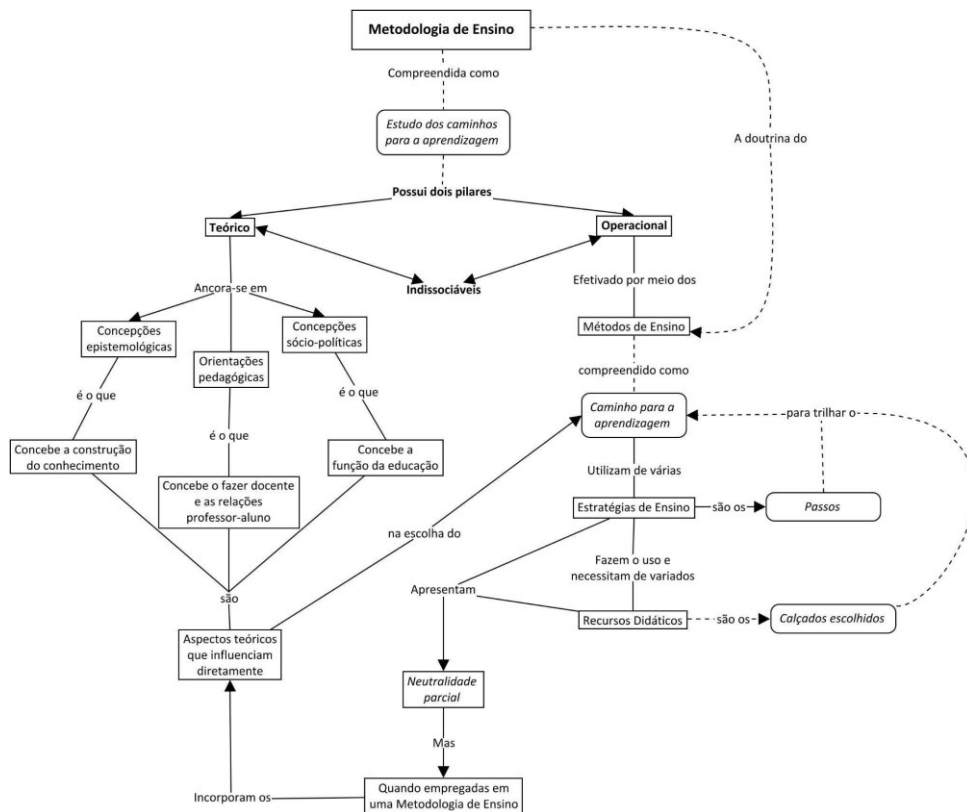 Metodologia de Ensino
Compreendida como
Estudo dos caminhos
para a aprendizagem
A doutrina do
Possui dois pilares
Teórico
Operacional
Indissociáveis
Ancora-se em
Efetivado por meio dos
Concepções
epistemológicas
Orientações
pedagógicas
Concepções
sócio-políticas
Métodos de Ensino
é o que
é o que
é o que
compreendido como
Caminho para a
aprendizagem
para trilhar o
Concebe a construção
do conhecimento
Concebe o fazer docente
e as relações
professor-aluno
Concebe a
função da educação
Utilizam de várias
Estratégias de Ensino
são os
Passos
na escolha do
Fazem o uso e
necessitam de variados
Apresentam
são
Recursos Didáticos
são os
Calçados escolhidos
Aspectos teóricos
que influenciam
diretamente
Neutralidade
parcial
Mas
Incorporam os
Quando empregadas em
uma Metodologia de Ensino